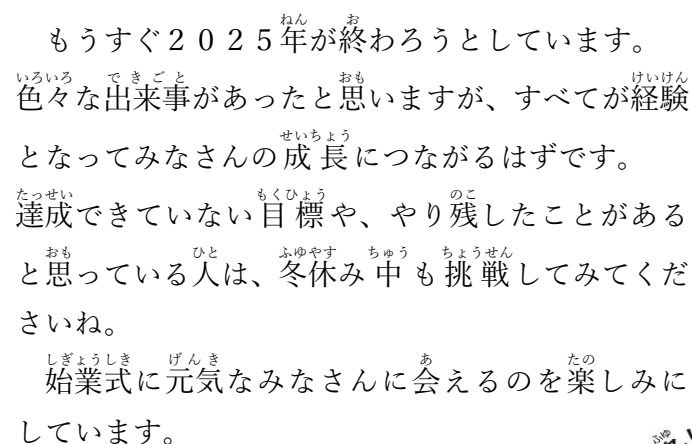 もうすぐ２０２５年が終わろうとしています。
色々な出来事があったと思いますが、すべてが経験
となってみなさんの成長につながるはずです。
達成できていない目標や、やり残したことがある
と思っている人は、冬休み中も挑戦してみてくだ
さいね。
始業式に元気なみなさんに会えるのを楽しみに
しています。